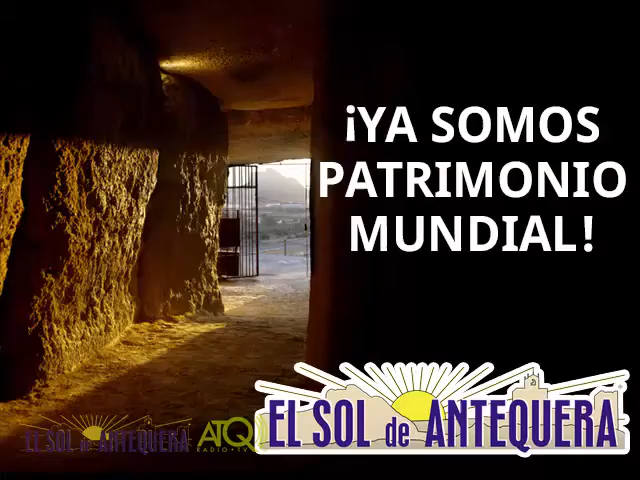 ¡YA SOMOS
PATRIMONIO
MUNDIAL!
EL SOL de ANTEQUERA
EL SOL de ANTEQUERA
ATQ
RADIO·TV